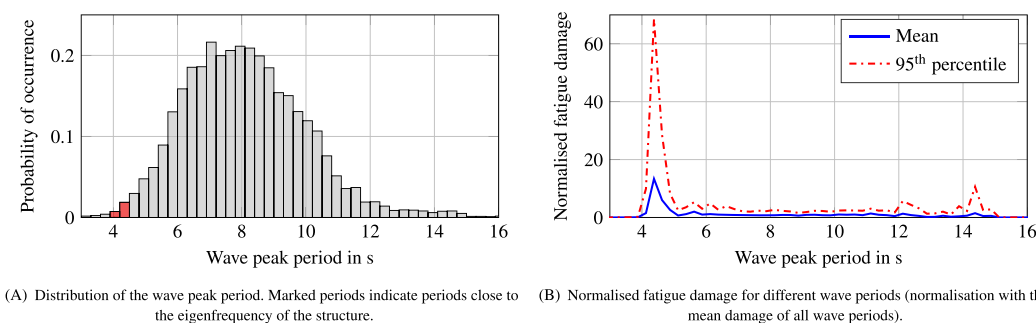 Probability of occurrence
0.2
0.1
0
4 6 8 10 12 14 16
Wave peak period in s
Normalised fatigue damage
60
40
20
0
4 6 8 10 12 14 16
Wave peak period in s
Mean
95th percentile
(A) Distribution of the wave peak period. Marked periods indicate periods close to
the eigenfrequency of the structure.
(B) Normalised fatigue damage for different wave periods (normalisation with
mean damage of all wave periods).